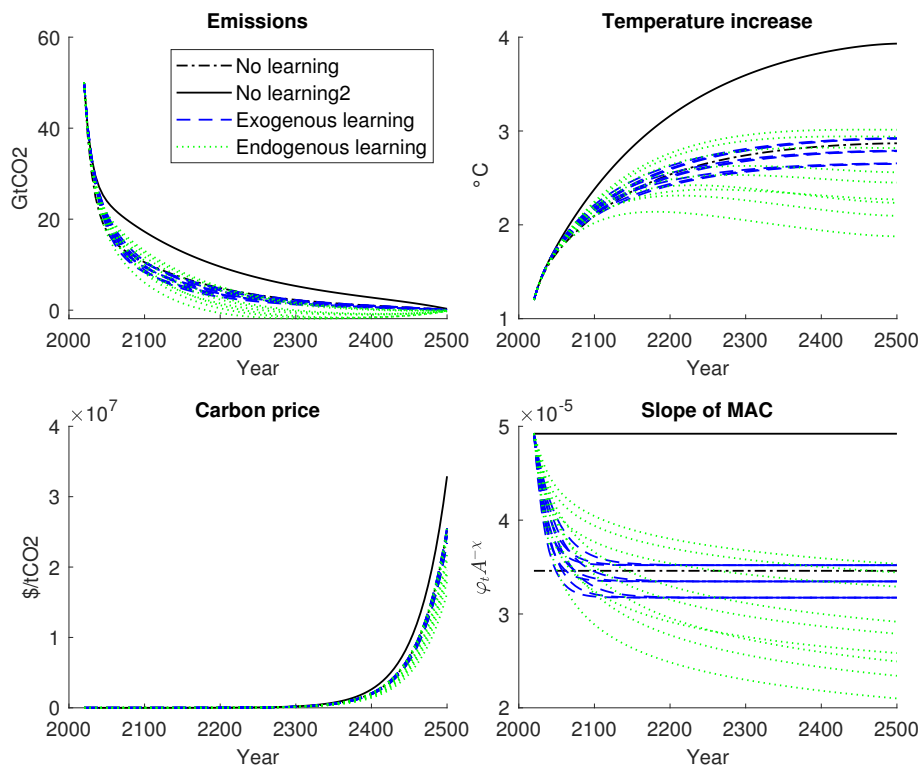 Emissions
60
40
20
0
GtCO2
2000 2100 2200 2300 2400 2500
Year
No learning
No learning2
Exogenous learning
Endogenous learning
Temperature increase
4
3
2
1
°C
2000 2100 2200 2300 2400 2500
Year
Carbon price
×10^7
4
3
2
1
0
$/tCO2
2000 2100 2200 2300 2400 2500
Year
Slope of MAC
×10^-5
5
4
3
2
φ_t A^-χ
2000 2100 2200 2300 2400 2500
Year